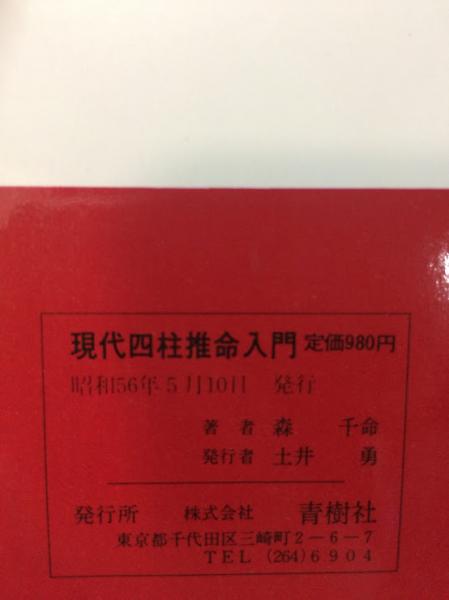 現代四柱推命入門 定価980円
昭和56年5月10日 発行
著者 森 千命
発行者 土井 勇
発行所 株式会社 青樹社
東京都千代田区三崎町2-6-7
TEL (264) 6904